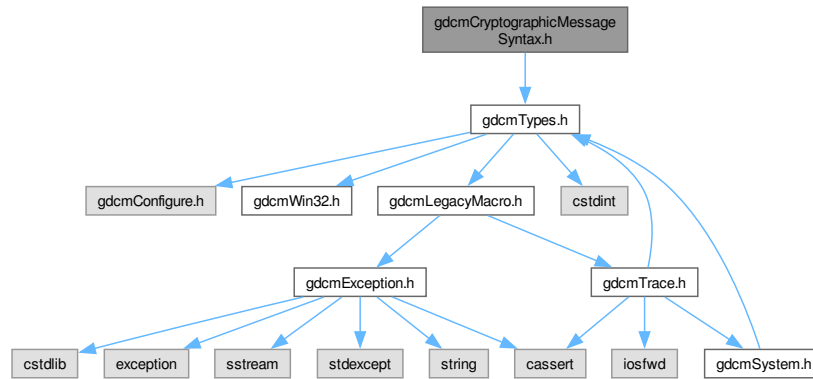 gdcmCryptographicMessage
Syntax.h
gdcmTypes.h
gdcmConfigure.h
gdcmWin32.h
gdcmLegacyMacro.h
cstdint
gdcmException.h
gdcmTrace.h
cstdlib
exception
sstream
stdexcept
string
cassert
iosfwd
gdcmSystem.h